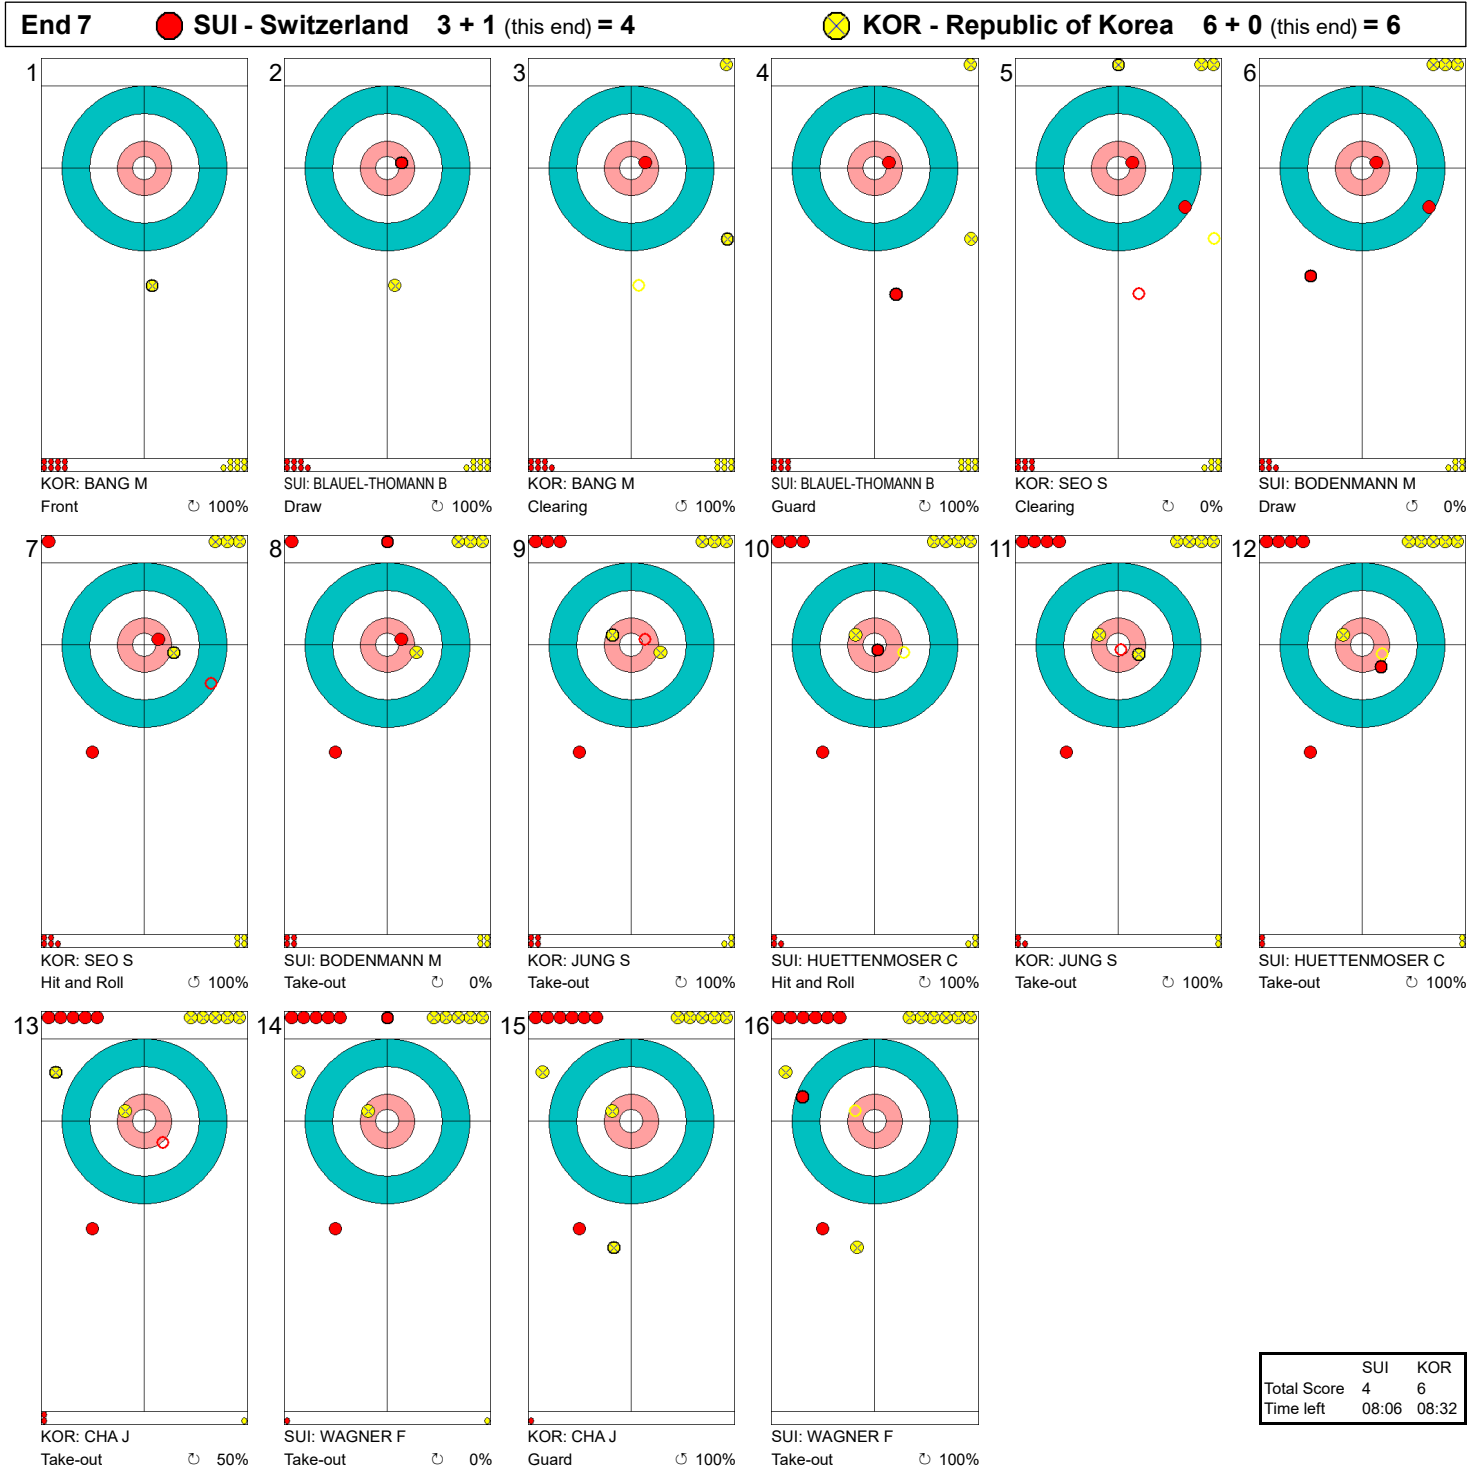 End 7 SUI - Switzerland 3 + 1 (this end) = 4 KOR - Republic of Korea 6 + 0 (this end) = 6
1 2 3 4 5 6
KOR: BANG M SUI: BLAUEL-THOMANN B KOR: BANG M SUI: BLAUEL-THOMANN B KOR: SEO S SUI: BODENMANN M
Front ↻ 100% Draw ↻ 100% Clearing ↺ 100% Guard ↺ 100% Clearing ↻ 0% Draw ↺ 0%
7 8 9 10 11 12
KOR: SEO S SUI: BODENMANN M KOR: JUNG S SUI: HUETTENMOSER C KOR: JUNG S SUI: HUETTENMOSER C
Hit and Roll ↺ 100% Take-out ↻ 0% Take-out ↺ 100% Hit and Roll ↻ 100% Take-out ↺ 100% Take-out ↻ 100%
13 14 15 16
KOR: CHA J SUI: WAGNER F KOR: CHA J SUI: WAGNER F
Take-out ↻ 50% Take-out ↻ 0% Guard ↺ 100% Take-out ↻ 100%
SUI KOR
Total Score 4 6
Time left 08:06 08:32